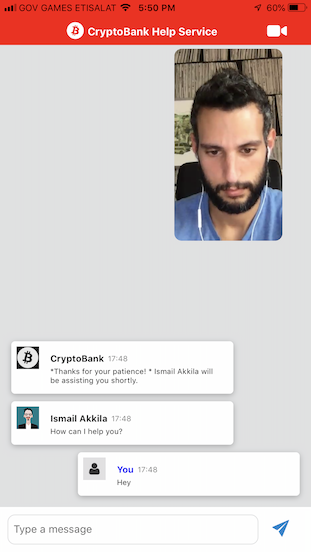 GOV GAMES ETISALAT 5:50 PM 60%
CryptoBank Help Service
CryptoBank 17:48
*Thanks for your patience! * Ismail Akkila will
be assisting you shortly.
Ismail Akkila 17:48
How can I help you?
You 17:48
Hey
Type a message